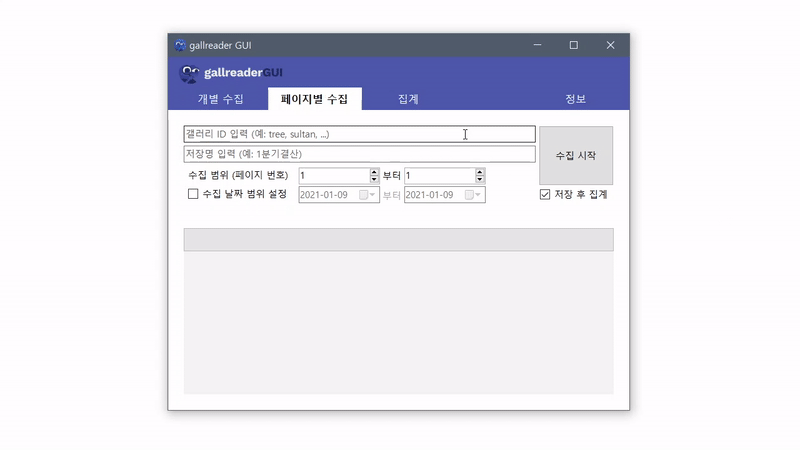 gallreader GUI
gallreaderGUI
개별 수집 페이지별 수집 집계 정보
갤러리 ID 입력 (예: tree, sultan, ...)
저장명 입력 (예: 1분기결산)
수집 시작
수집 범위 (페이지 번호) 1 부터 1
수집 날짜 범위 설정 2021-01-09 부터 2021-01-09 저장 후 집계